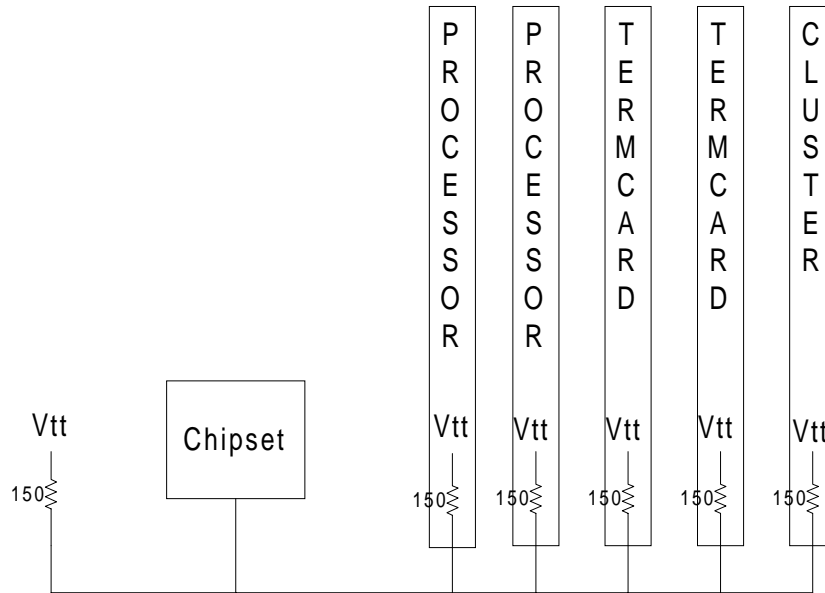 PROCESSOR
PROCESSOR
TERMCARD
TERMCARD
CLUSTER
Vtt
Chipset
Vtt
Vtt
Vtt
Vtt
Vtt
150
150
150
150
150
150